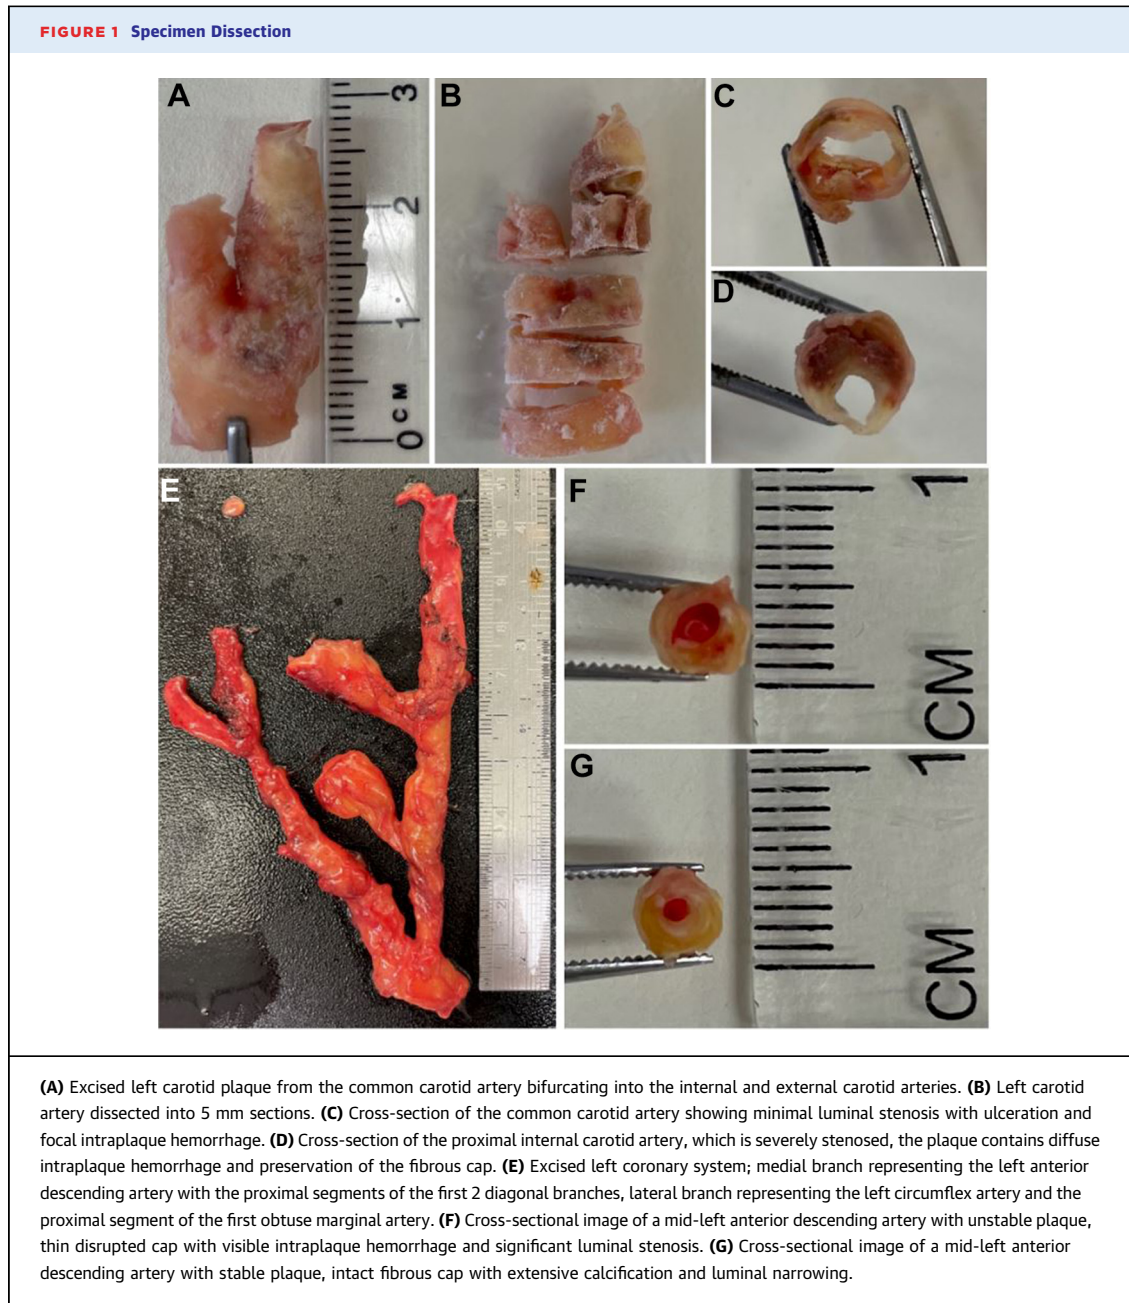 FIGURE 1 Specimen Dissection
A
B
C
3
2
1
0
CM
D
E
F
1
CM
G
1
CM
(A) Excised left carotid plaque from the common carotid artery bifurcating into the internal and external carotid arteries. (B) Left carotid
artery dissected into 5 mm sections. (C) Cross-section of the common carotid artery showing minimal luminal stenosis with ulceration and
focal intraplaque hemorrhage. (D) Cross-section of the proximal internal carotid artery, which is severely stenosed, the plaque contains diffuse
intraplaque hemorrhage and preservation of the fibrous cap. (E) Excised left coronary system; medial branch representing the left anterior
descending artery with the proximal segments of the first 2 diagonal branches, lateral branch representing the left circumflex artery and the
proximal segment of the first obtuse marginal artery. (F) Cross-sectional image of a mid-left anterior descending artery with unstable plaque,
thin disrupted cap with visible intraplaque hemorrhage and significant luminal stenosis. (G) Cross-sectional image of a mid-left anterior
descending artery with stable plaque, intact fibrous cap with extensive calcification and luminal narrowing.